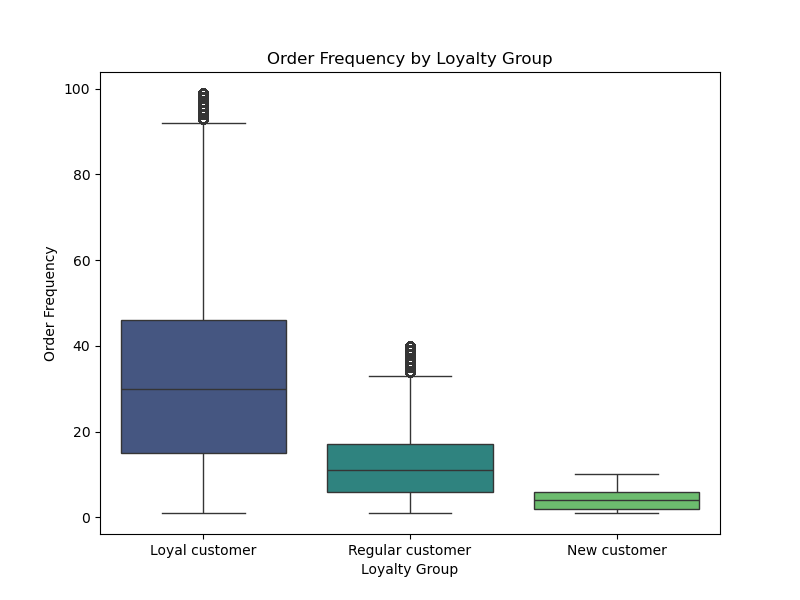 Order Frequency by Loyalty Group
Order Frequency
100
80
60
40
20
0
Loyal customer
Regular customer
New customer
Loyalty Group